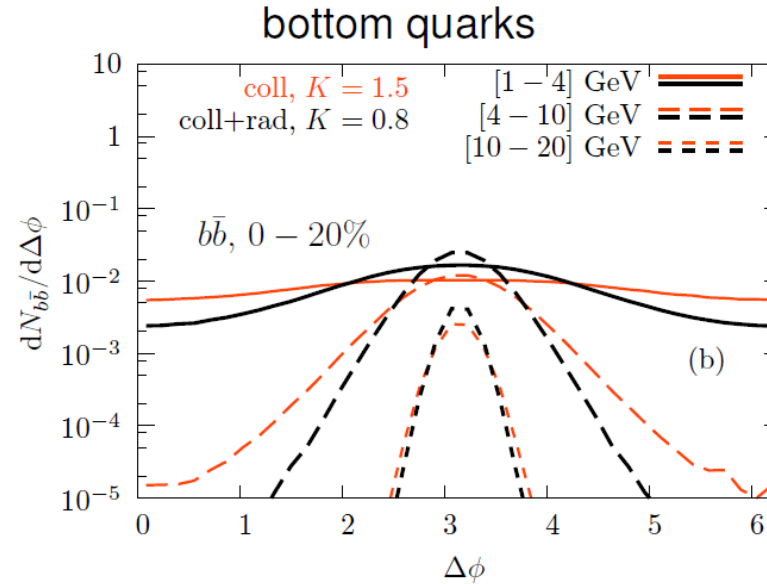 bottom quarks
coll, K = 1.5
coll+rad, K = 0.8
[1 − 4] GeV
[4 − 10] GeV
[10 − 20] GeV
bb̄, 0 − 20%
(b)
dN_{bb̄}/dΔϕ
10
1
10⁻¹
10⁻²
10⁻³
10⁻⁴
10⁻⁵
0 1 2 3 4 5 6
Δϕ